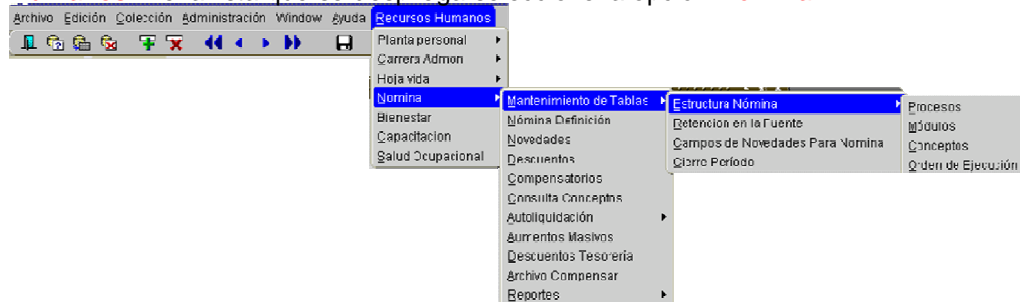 Archivo Edición Colección Administración Window Ayuda Recursos Humanos
Planta personal
Carrera Admon
Hoja vida
Nomina
Bienestar
Capacitacion
Salud Ocupacional
Mantenimiento de Tablas
Nómina Definición
Novedades
Descuentos
Compensatorios
Consulta Conceptos
Autoliquidación
Aumentos Masivos
Descuentos Tesorería
Archivo Compensar
Reportes
Estructura Nómina
Retencion en la Fuente
Campos de Novedades Para Nomina
Cierre Período
Procesos
Módulos
Conceptos
Orden de Ejecución